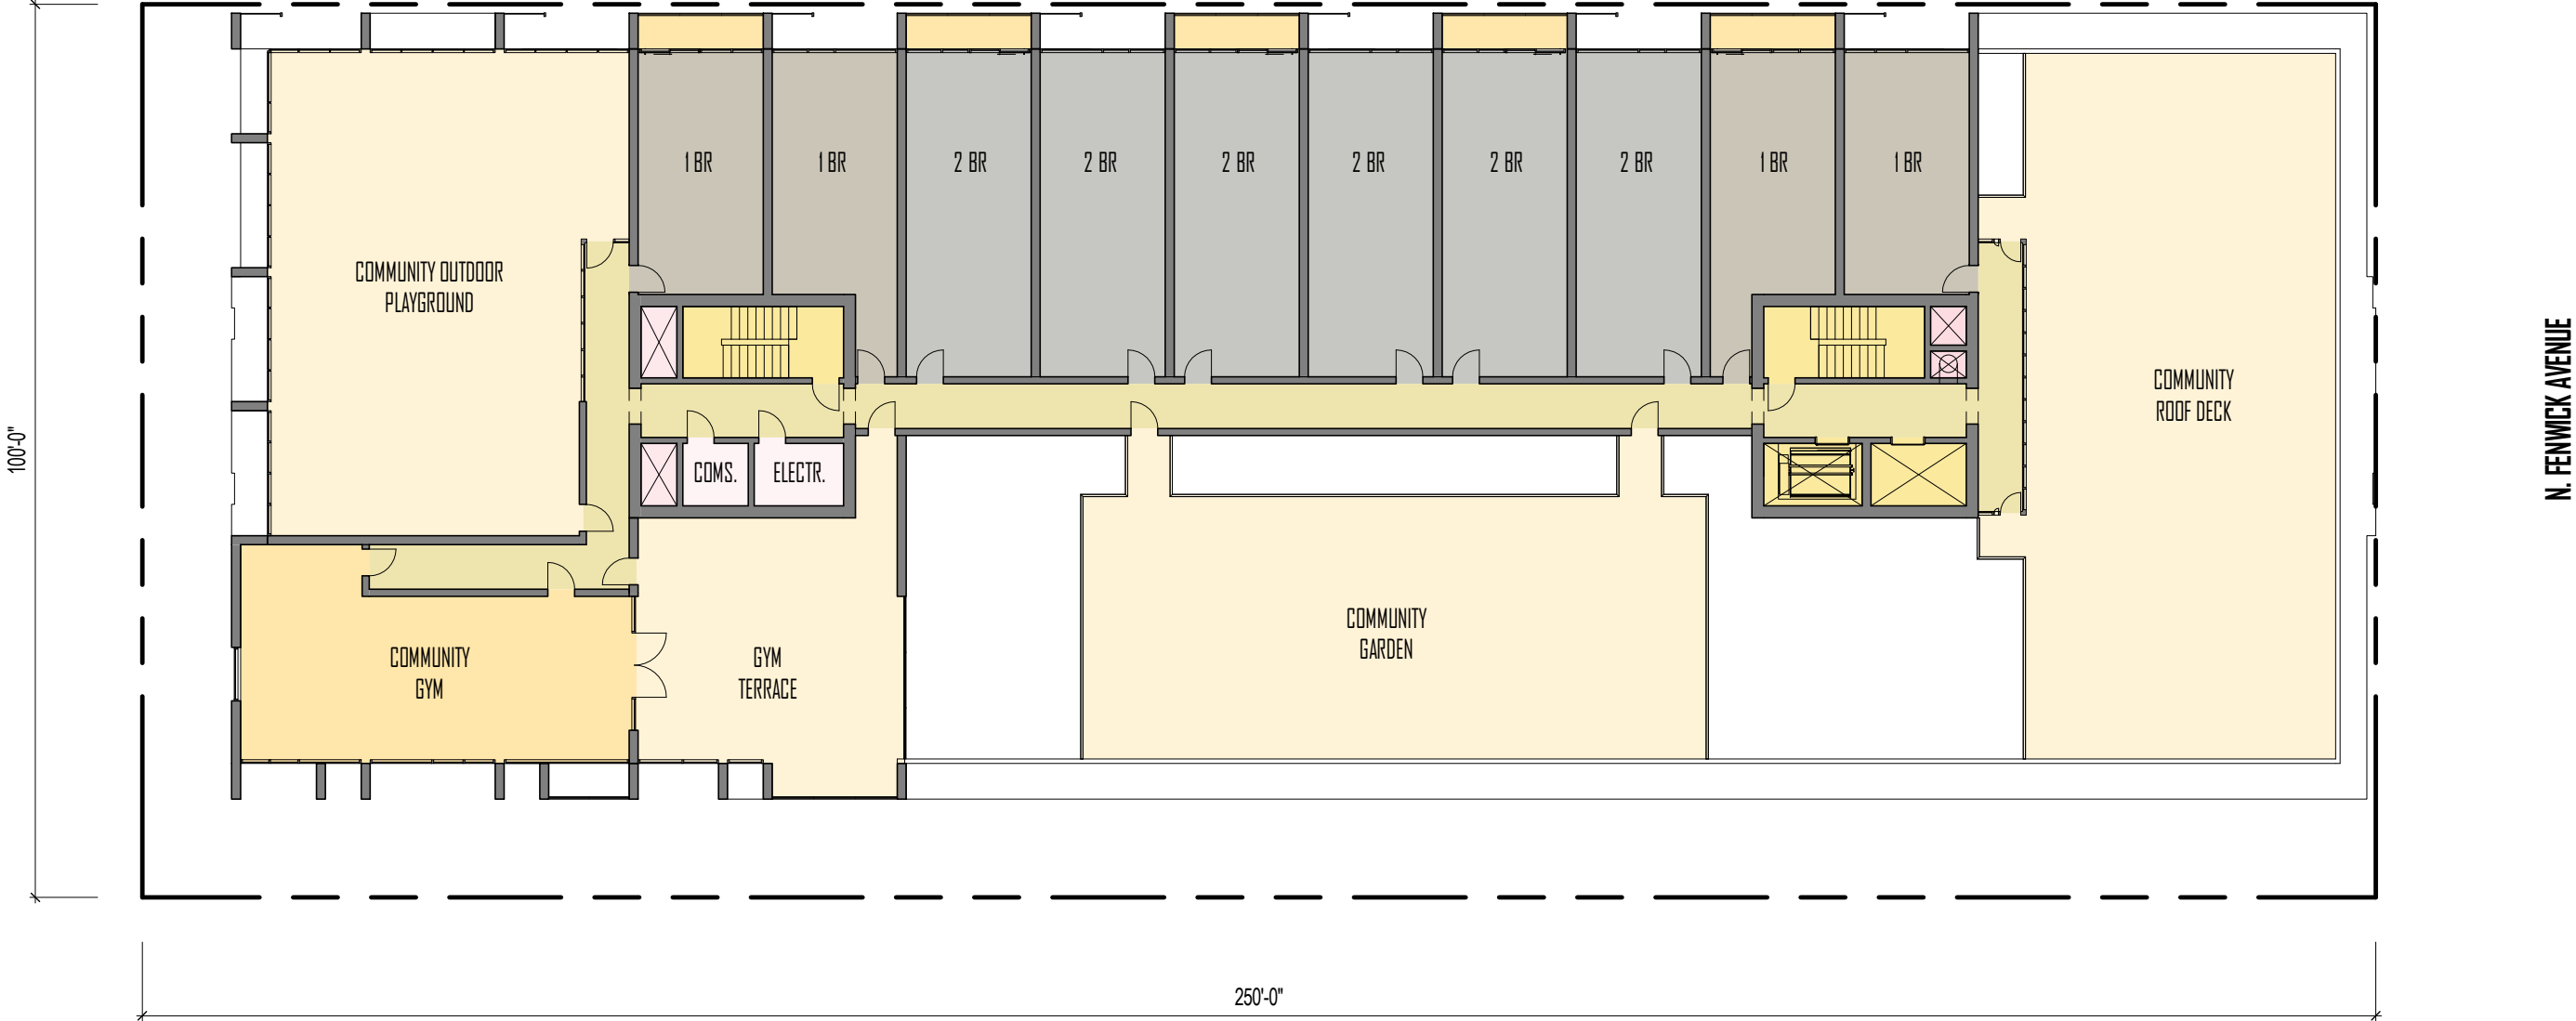 1 BR
1 BR
2 BR
2 BR
2 BR
2 BR
2 BR
2 BR
1 BR
1 BR
COMMUNITY OUTDOOR
PLAYGROUND
COMMUNITY
ROOF DECK
N. FENWICK AVENUE
100'-0"
COMS.
ELECTR.
COMMUNITY
GARDEN
COMMUNITY
GYM
GYM
TERRACE
250'-0"